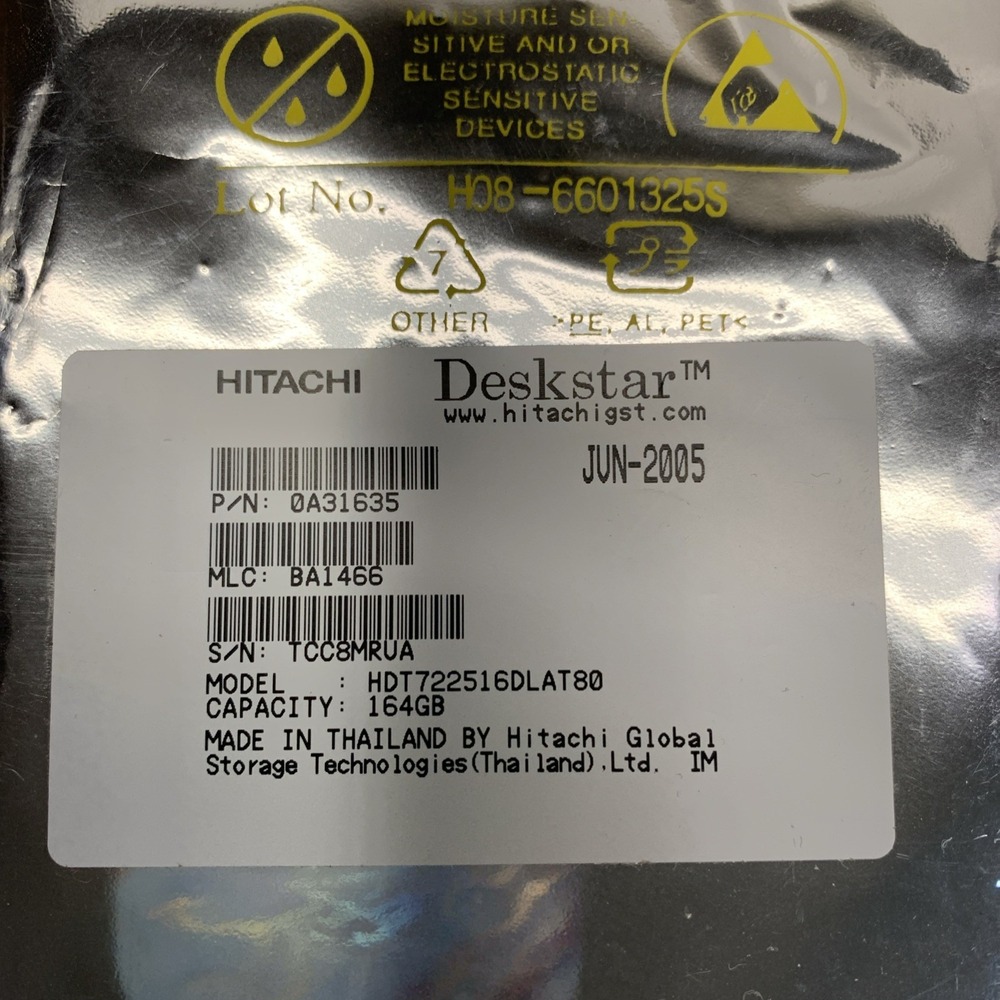 MOISTURE SEN-
SITIVE AND OR
ELECTROSTATIC
SENSITIVE
DEVICES
Lot No. H08-6601325S
7
OTHER
>PE, AL, PET<
HITACHI Deskstar™
www.hitachigst.com
JUN-2005
P/N: 0A31635
MLC: BA1466
S/N: TCC8MRUA
MODEL : HDT722516DLAT80
CAPACITY: 164GB
MADE IN THAILAND BY Hitachi Global
Storage Technologies(Thailand).Ltd. IM